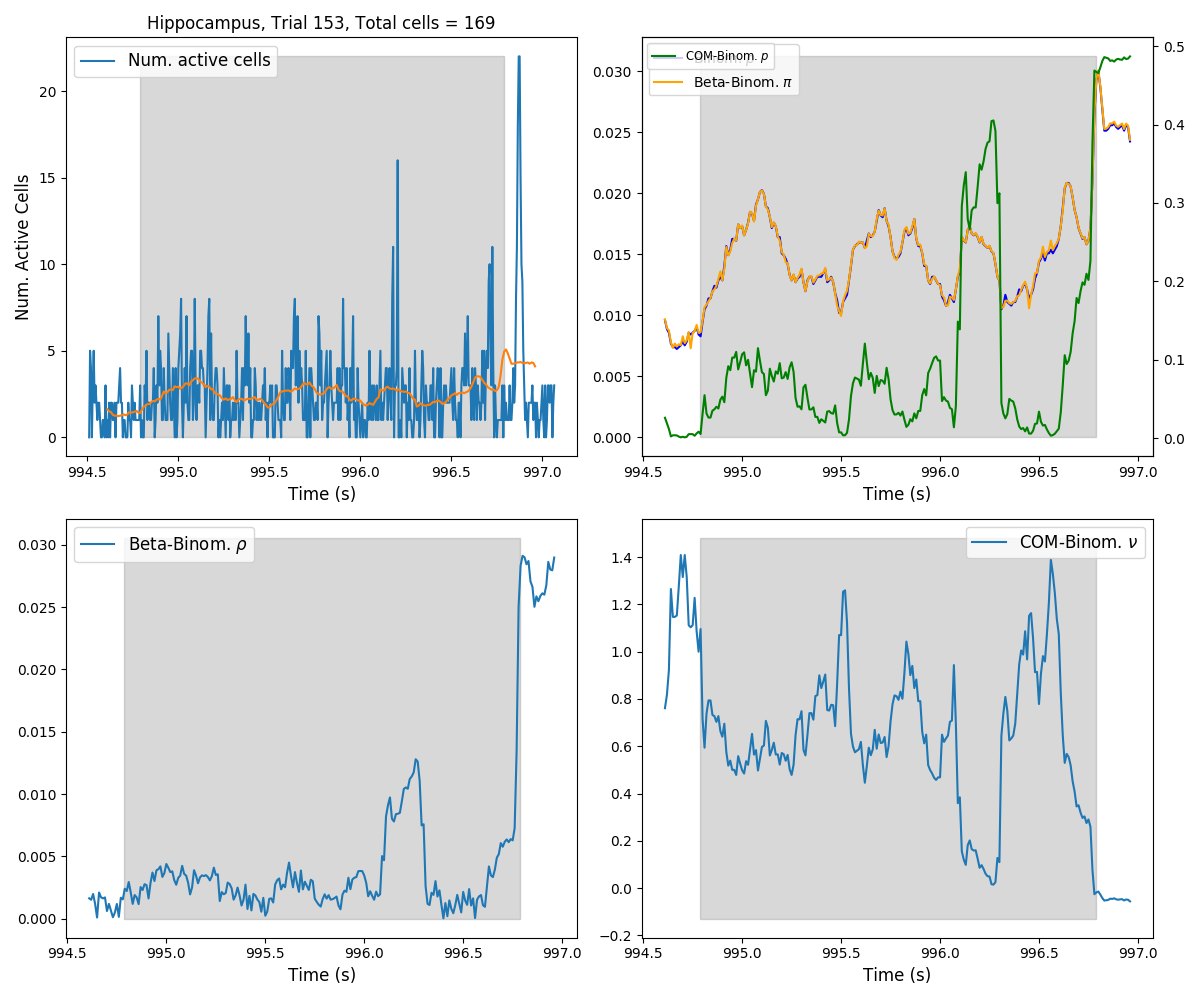 Hippocampus, Trial 153, Total cells = 169
Num. active cells
Num. Active Cells
20
15
10
5
0
994.5 995.0 995.5 996.0 996.5 997.0
Time (s)
COM-Binom. p
Beta-Binom. π
0.030
0.025
0.020
0.015
0.010
0.005
0.000
0.5
0.4
0.3
0.2
0.1
0.0
994.5 995.0 995.5 996.0 996.5 997.0
Time (s)
Beta-Binom. ρ
0.030
0.025
0.020
0.015
0.010
0.005
0.000
994.5 995.0 995.5 996.0 996.5 997.0
Time (s)
COM-Binom. ν
1.4
1.2
1.0
0.8
0.6
0.4
0.2
0.0
−0.2
994.5 995.0 995.5 996.0 996.5 997.0
Time (s)